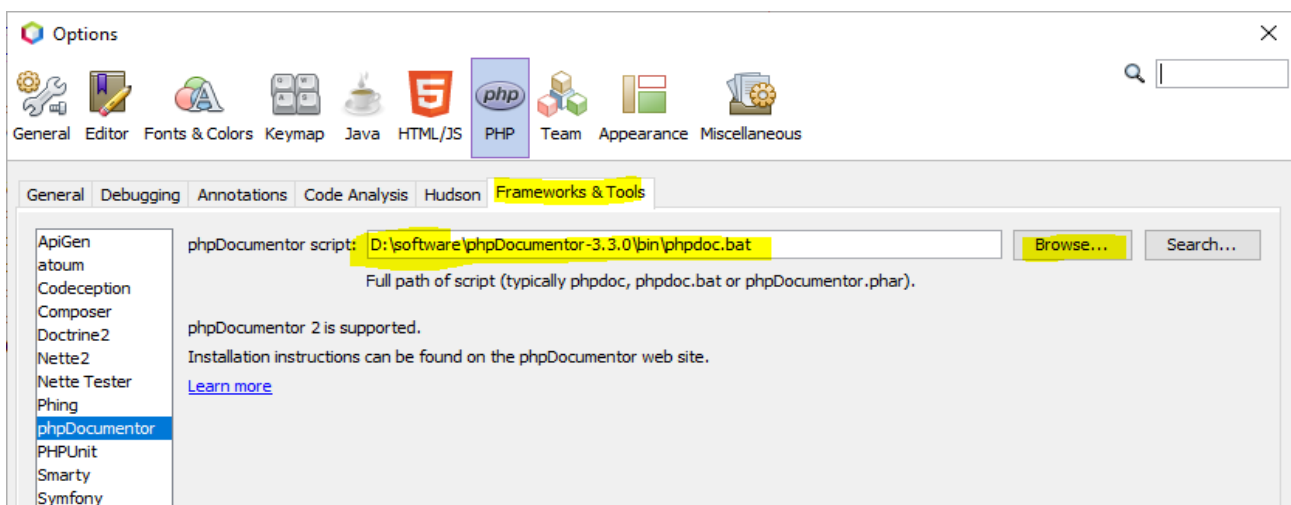 Options
php
General Editor Fonts & Colors Keymap Java HTML/JS PHP Team Appearance Miscellaneous
General Debugging Annotations Code Analysis Hudson Frameworks & Tools
ApiGen
atoum
Codeception
Composer
Doctrine2
Nette2
Nette Tester
Phing
phpDocumentor
PHPUnit
Smarty
Symfony
phpDocumentor script: D:\software\phpDocumentor-3.3.0\bin\phpdoc.bat Browse... Search...
Full path of script (typically phpdoc, phpdoc.bat or phpDocumentor.phar).
phpDocumentor 2 is supported.
Installation instructions can be found on the phpDocumentor web site.
Learn more